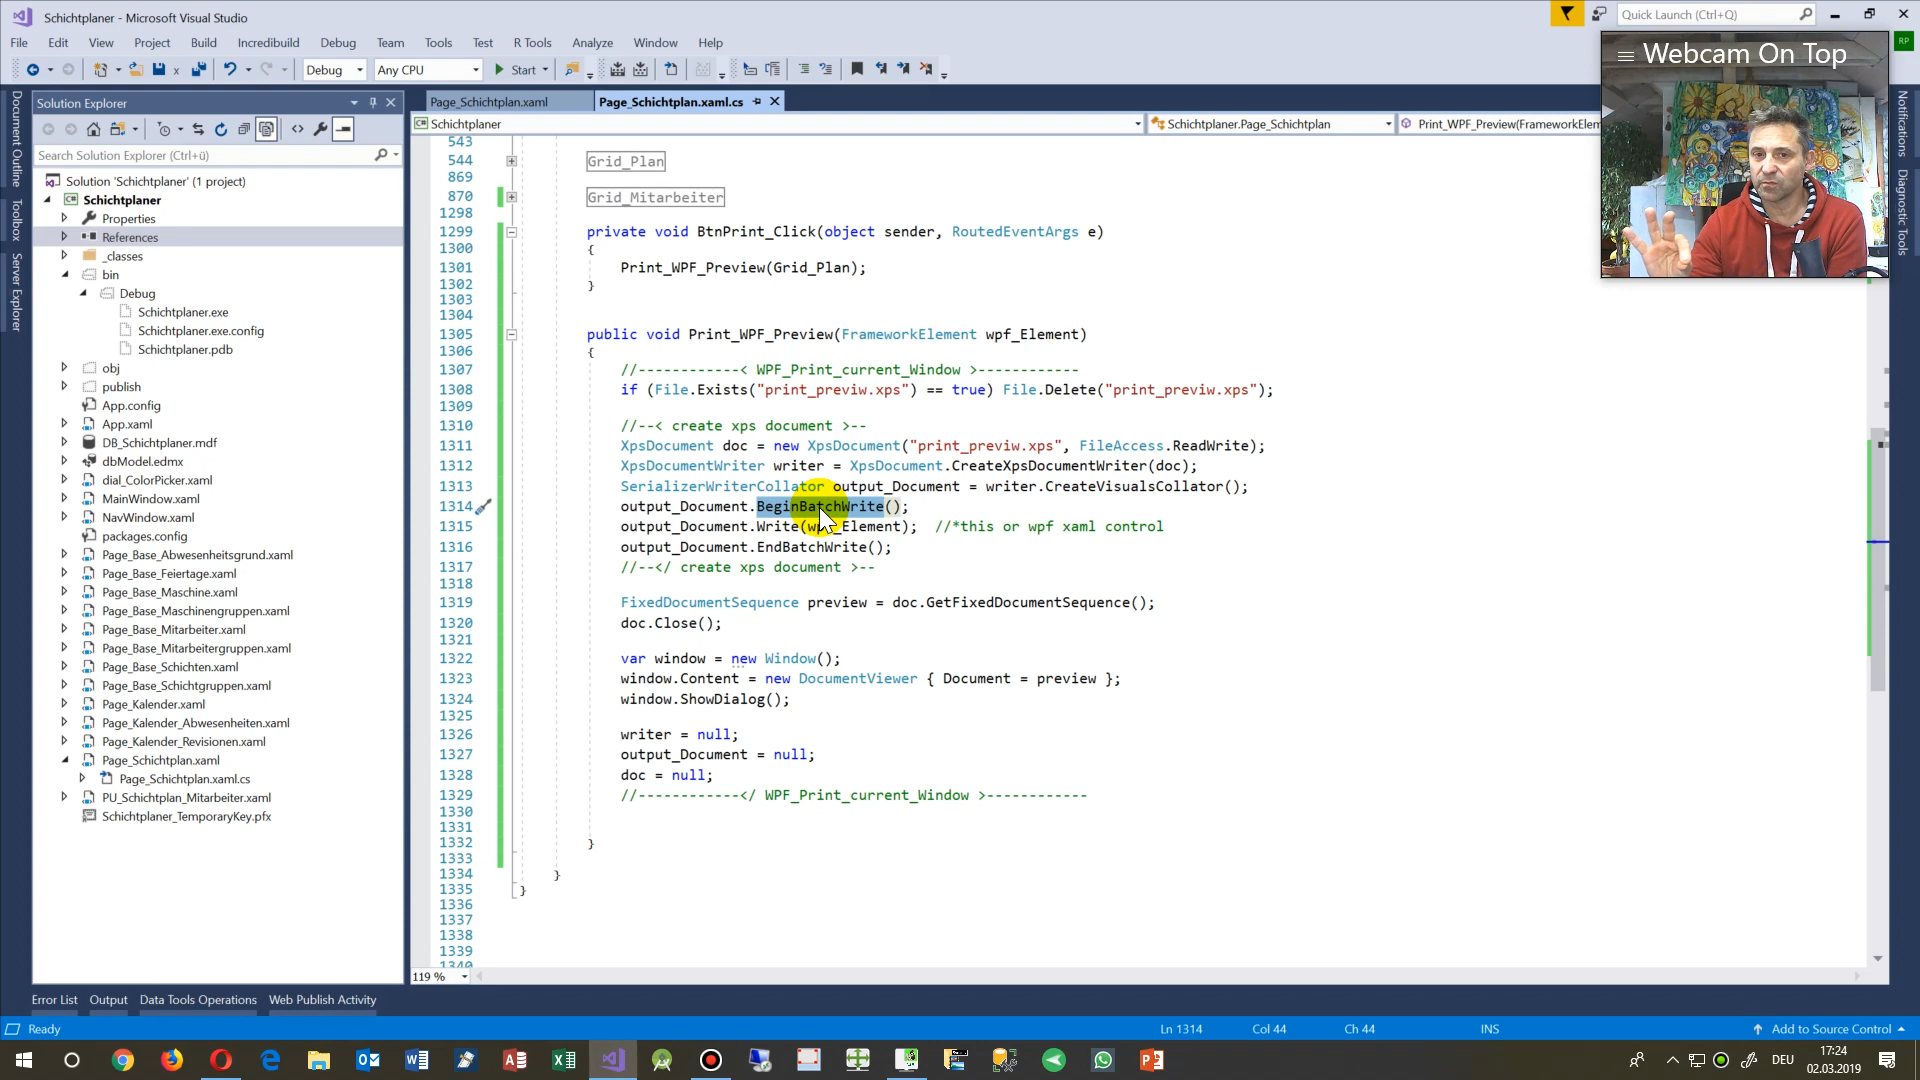 Schichtplaner - Microsoft Visual Studio
Quick Launch (Ctrl+Q)
File Edit View Project Build Incredibuild Debug Team Tools Test R Tools Analyze Window Help
RP
Debug Any CPU Start
Webcam On Top
Document Outline
Toolbox
Server Explorer
Notifications
Diagnostic Tools
Solution Explorer
Search Solution Explorer (Ctrl+ü)
Solution 'Schichtplaner' (1 project)
Schichtplaner
Properties
References
_classes
bin
Debug
Schichtplaner.exe
Schichtplaner.exe.config
Schichtplaner.pdb
obj
publish
App.config
App.xaml
DB_Schichtplaner.mdf
dbModel.edmx
dial_ColorPicker.xaml
MainWindow.xaml
NavWindow.xaml
packages.config
Page_Base_Abwesenheitsgrund.xaml
Page_Base_Feiertage.xaml
Page_Base_Maschine.xaml
Page_Base_Maschinengruppen.xaml
Page_Base_Mitarbeiter.xaml
Page_Base_Mitarbeitergruppen.xaml
Page_Base_Schichten.xaml
Page_Base_Schichtgruppen.xaml
Page_Kalender.xaml
Page_Kalender_Abwesenheiten.xaml
Page_Kalender_Revisionen.xaml
Page_Schichtplan.xaml
Page_Schichtplan.xaml.cs
PU_Schichtplan_Mitarbeiter.xaml
Schichtplaner_TemporaryKey.pfx
Page_Schichtplan.xaml Page_Schichtplan.xaml.cs
Schichtplaner Schichtplaner.Page_Schichtplan Print_WPF_Preview(FrameworkElem
543
544 Grid_Plan
869
870 Grid_Mitarbeiter
1298
1299 private void BtnPrint_Click(object sender, RoutedEventArgs e)
1300 {
1301 Print_WPF_Preview(Grid_Plan);
1302 }
1303
1304
1305 public void Print_WPF_Preview(FrameworkElement wpf_Element)
1306 {
1307 //------------< WPF_Print_current_Window >------------
1308 if (File.Exists("print_previw.xps") == true) File.Delete("print_previw.xps");
1309
1310 //--< create xps document >--
1311 XpsDocument doc = new XpsDocument("print_previw.xps", FileAccess.ReadWrite);
1312 XpsDocumentWriter writer = XpsDocument.CreateXpsDocumentWriter(doc);
1313 SerializerWriterCollator output_Document = writer.CreateVisualsCollator();
1314 output_Document.BeginBatchWrite();
1315 output_Document.Write(wpf_Element); //*this or wpf xaml control
1316 output_Document.EndBatchWrite();
1317 //--</ create xps document >--
1318
1319 FixedDocumentSequence preview = doc.GetFixedDocumentSequence();
1320 doc.Close();
1321
1322 var window = new Window();
1323 window.Content = new DocumentViewer { Document = preview };
1324 window.ShowDialog();
1325
1326 writer = null;
1327 output_Document = null;
1328 doc = null;
1329 //------------</ WPF_Print_current_Window >------------
1330
1331
1332 }
1333
1334 }
1335 }
1336
1337
1338
1339
1340
119 %
Error List Output Data Tools Operations Web Publish Activity
Ready Ln 1314 Col 44 Ch 44 INS Add to Source Control
DEU 17:24
02.03.2019